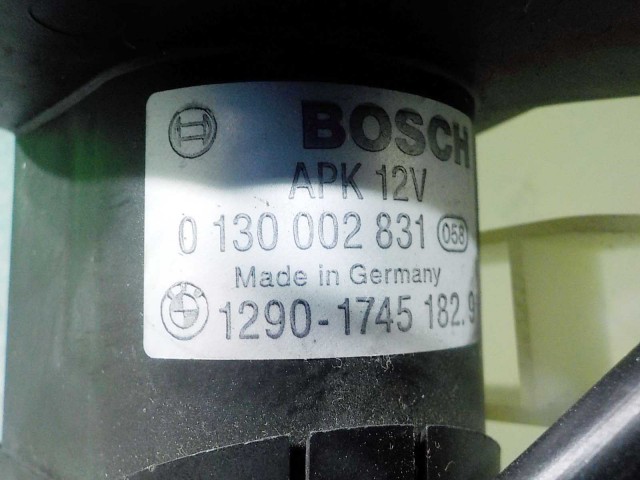 BOSCH
APK 12V
0 130 002 831 058
Made in Germany
1290-1745 182.9